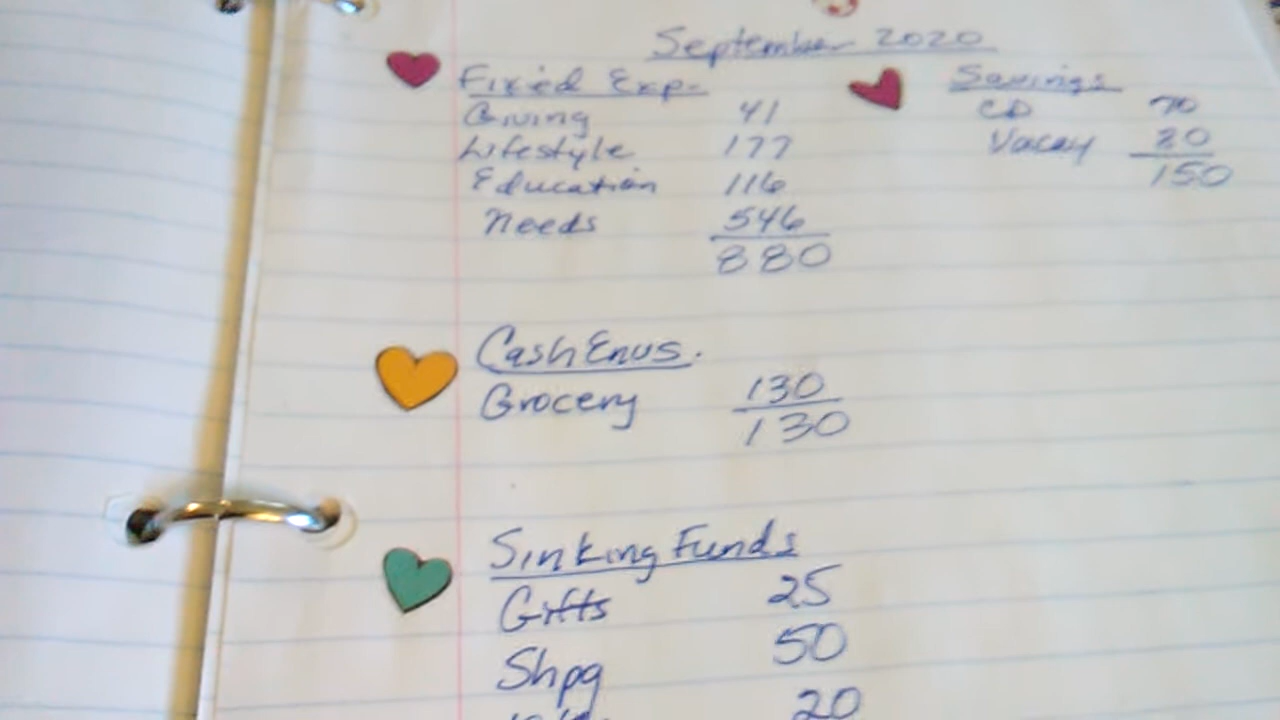 September 2020
Fixed Exp.
Giving 41
Lifestyle 177
Education 116
Needs 546
880
Savings
CD 70
Vacay 80
150
Cash Envs.
Grocery 130
130
Sinking Funds
Gifts 25
Shpg 50
20